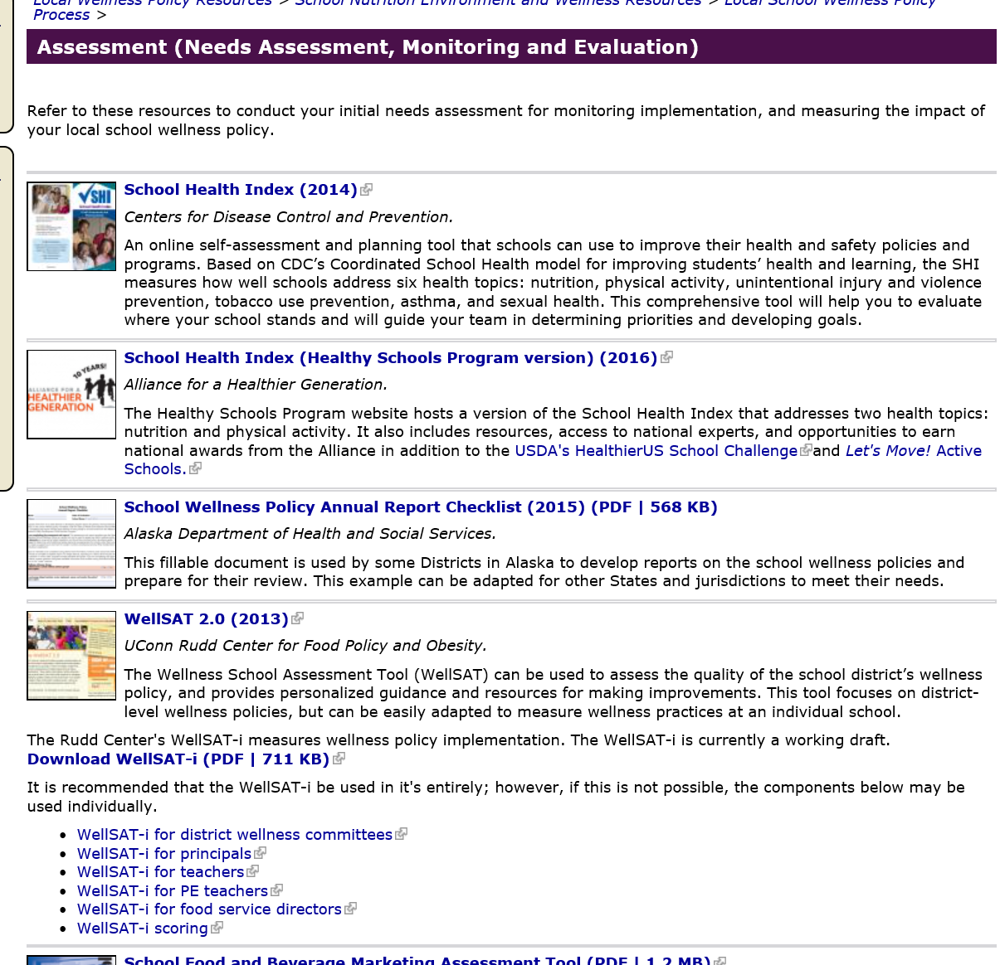 Local Wellness Policy Resources > School Nutrition Environment and Wellness Resources > Local School Wellness Policy
Process >
Assessment (Needs Assessment, Monitoring and Evaluation)
Refer to these resources to conduct your initial needs assessment for monitoring implementation, and measuring the impact of
your local school wellness policy.
SHI
School Health Index (2014)
Centers for Disease Control and Prevention.
An online self-assessment and planning tool that schools can use to improve their health and safety policies and
programs. Based on CDC’s Coordinated School Health model for improving students’ health and learning, the SHI
measures how well schools address six health topics: nutrition, physical activity, unintentional injury and violence
prevention, tobacco use prevention, asthma, and sexual health. This comprehensive tool will help you to evaluate
where your school stands and will guide your team in determining priorities and developing goals.
10 YEARS!
ALLIANCE FOR A
HEALTHIER
GENERATION
School Health Index (Healthy Schools Program version) (2016)
Alliance for a Healthier Generation.
The Healthy Schools Program website hosts a version of the School Health Index that addresses two health topics:
nutrition and physical activity. It also includes resources, access to national experts, and opportunities to earn
national awards from the Alliance in addition to the USDA's HealthierUS School Challenge and Let's Move! Active
Schools.
School Wellness Policy Annual Report Checklist (2015) (PDF | 568 KB)
Alaska Department of Health and Social Services.
This fillable document is used by some Districts in Alaska to develop reports on the school wellness policies and
prepare for their review. This example can be adapted for other States and jurisdictions to meet their needs.
WellSAT 2.0 (2013)
UConn Rudd Center for Food Policy and Obesity.
The Wellness School Assessment Tool (WellSAT) can be used to assess the quality of the school district’s wellness
policy, and provides personalized guidance and resources for making improvements. This tool focuses on district-
level wellness policies, but can be easily adapted to measure wellness practices at an individual school.
The Rudd Center's WellSAT-i measures wellness policy implementation. The WellSAT-i is currently a working draft.
Download WellSAT-i (PDF | 711 KB)
It is recommended that the WellSAT-i be used in it's entirely; however, if this is not possible, the components below may be
used individually.
• WellSAT-i for district wellness committees
• WellSAT-i for principals
• WellSAT-i for teachers
• WellSAT-i for PE teachers
• WellSAT-i for food service directors
• WellSAT-i scoring
School Food and Beverage Marketing Assessment Tool (PDF | 1.2 MB)